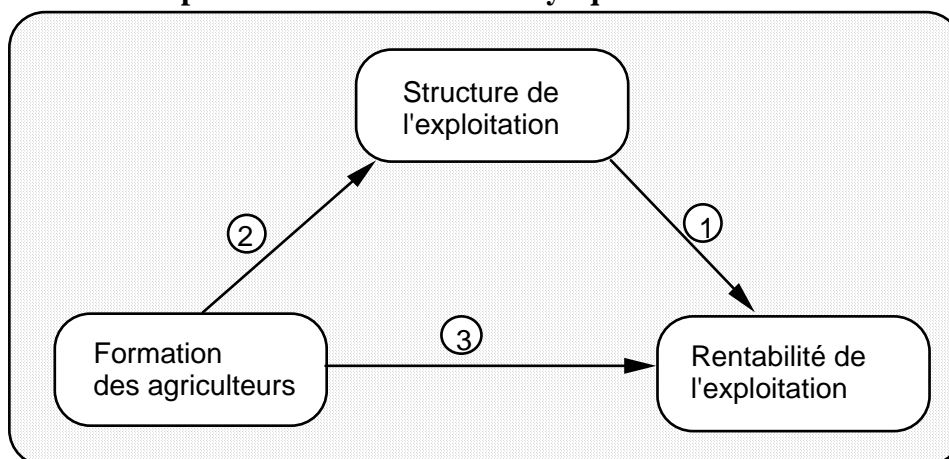 Structure de
l'exploitation
2
1
3
Formation
des agriculteurs
Rentabilité de
l'exploitation